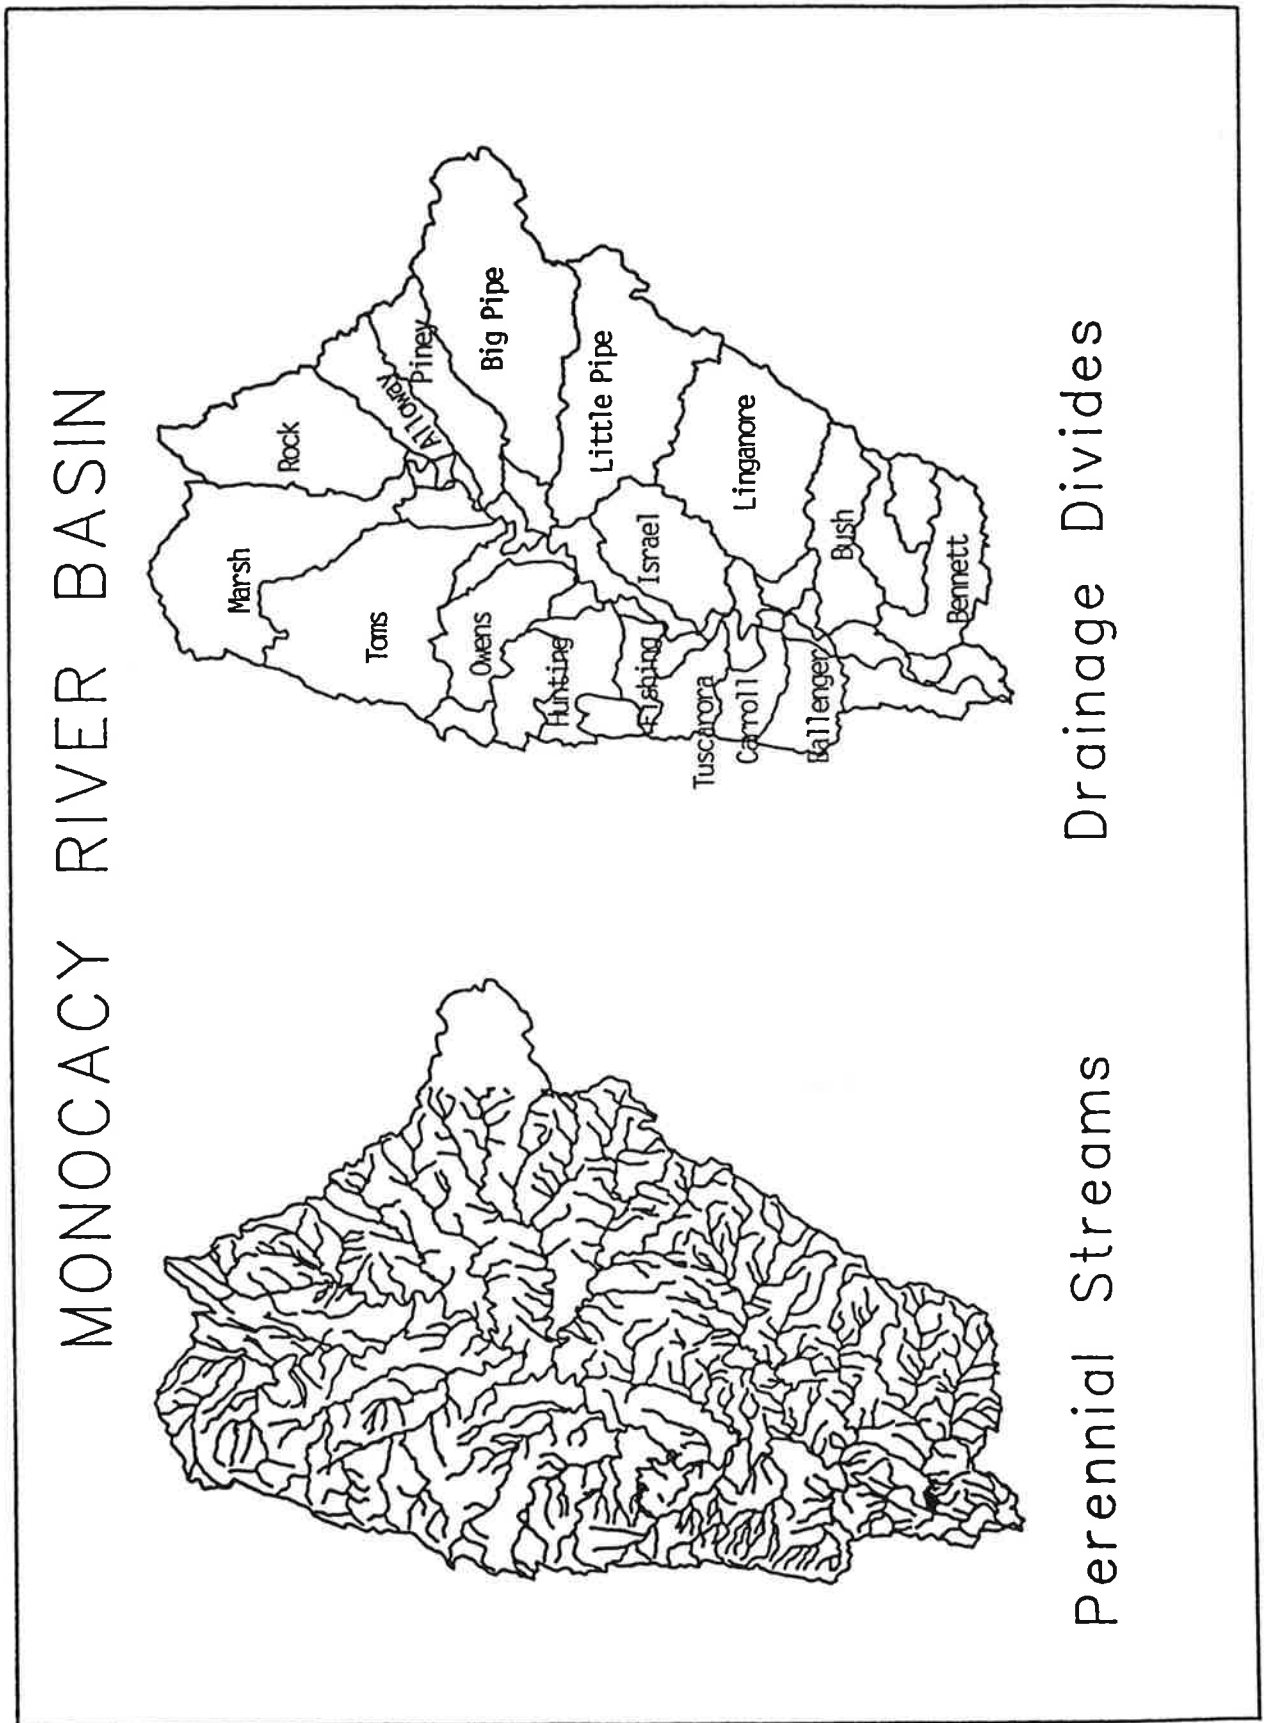 MONOCACY RIVER BASIN
Marsh
Rock
Toms
Alloway
Piney
Owens
Big Pipe
Hunting
Little Pipe
Fishing
Israel
Tuscarora
Carroll
Linganore
Ballenger
Bush
Bennett
Perennial Streams
Drainage Divides